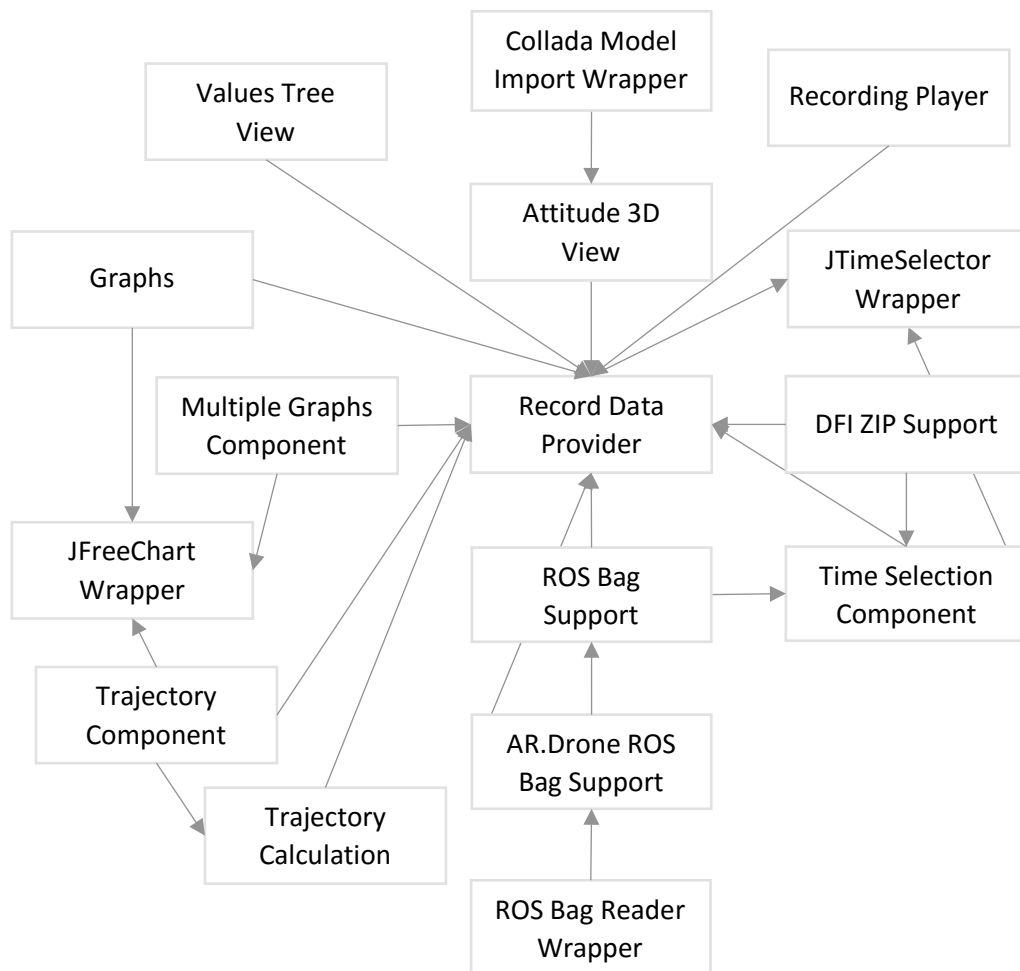 Collada Model
Import Wrapper
Values Tree
View
Recording Player
Attitude 3D
View
Graphs
JTimeSelector
Wrapper
Multiple Graphs
Component
Record Data
Provider
DFI ZIP Support
JFreeChart
Wrapper
ROS Bag
Support
Time Selection
Component
Trajectory
Component
AR.Drone ROS
Bag Support
Trajectory
Calculation
ROS Bag Reader
Wrapper